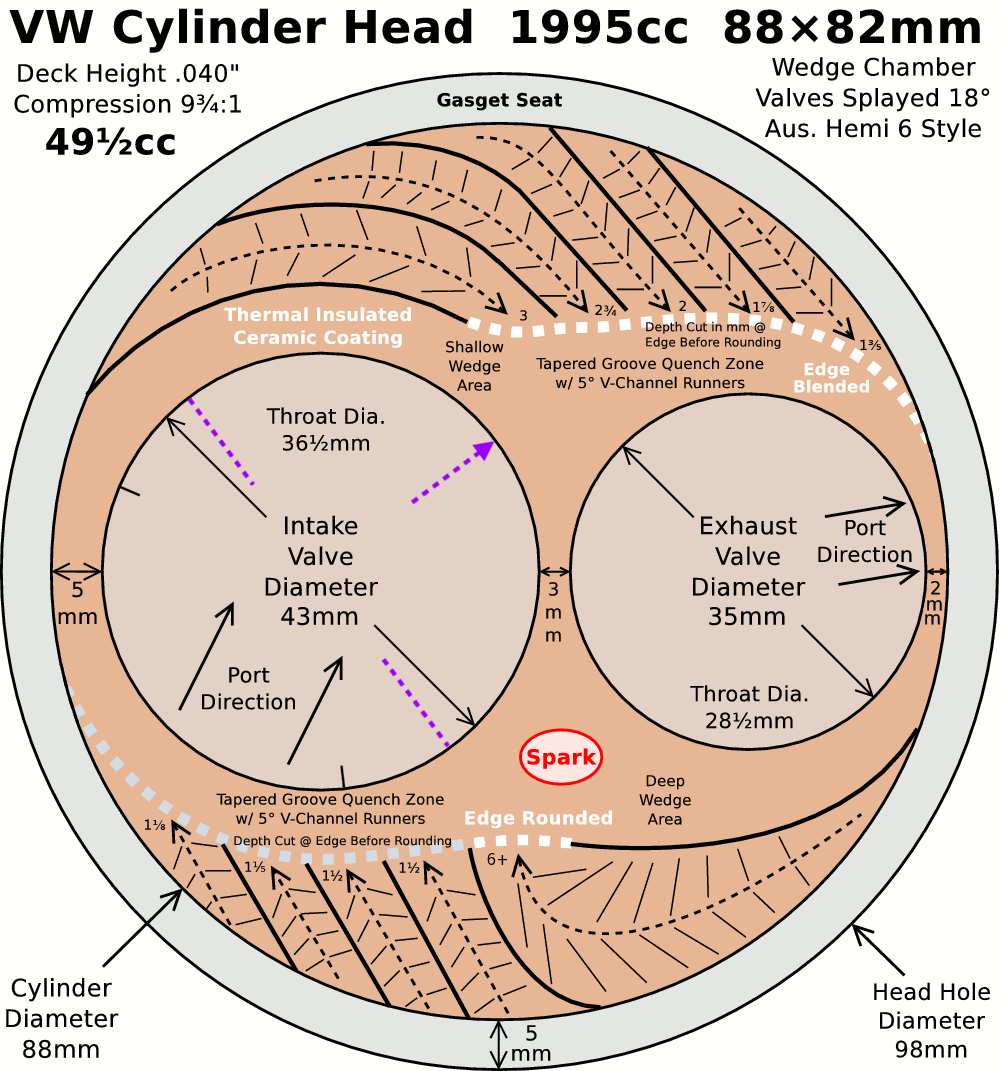 VW Cylinder Head 1995cc 88×82mm
Deck Height .040"
Compression 9¾:1
49½cc
Wedge Chamber
Valves Splayed 18°
Aus. Hemi 6 Style
Gasget Seat
3
2¾
2
1⅞
1⅗
Thermal Insulated
Ceramic Coating
Depth Cut in mm @
Edge Before Rounding
Shallow
Wedge
Area
Tapered Groove Quench Zone
w/ 5° V-Channel Runners
Edge
Blended
Throat Dia.
36½mm
Intake
Valve
Diameter
43mm
Exhaust
Valve
Diameter
35mm
Port
Direction
5
mm
3
m
m
2
m
m
Port
Direction
Throat Dia.
28½mm
Spark
Deep
Wedge
Area
Tapered Groove Quench Zone
w/ 5° V-Channel Runners
Edge Rounded
Depth Cut @ Edge Before Rounding
1⅛
1⅕
1½
1½
6+
Cylinder
Diameter
88mm
Head Hole
Diameter
98mm
5
mm